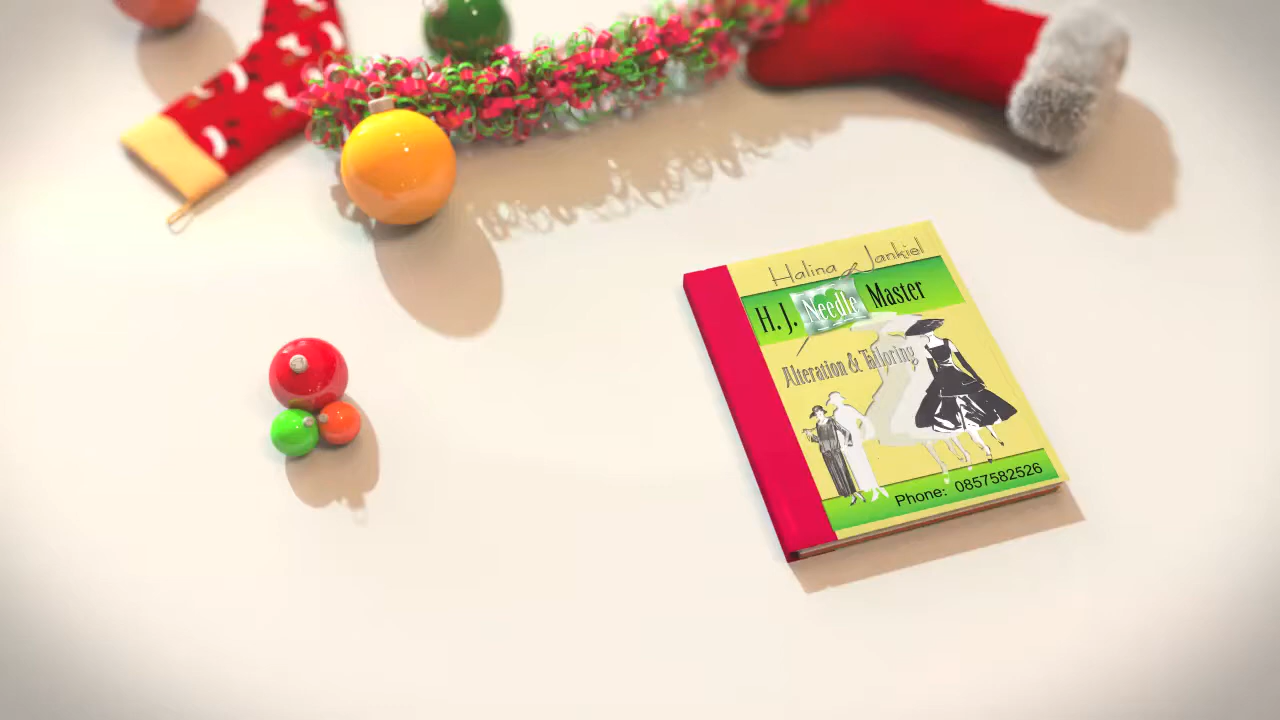 Halina Jankiel
H. J. Needle Master
Alteration & Tailoring
Phone: 0857582526